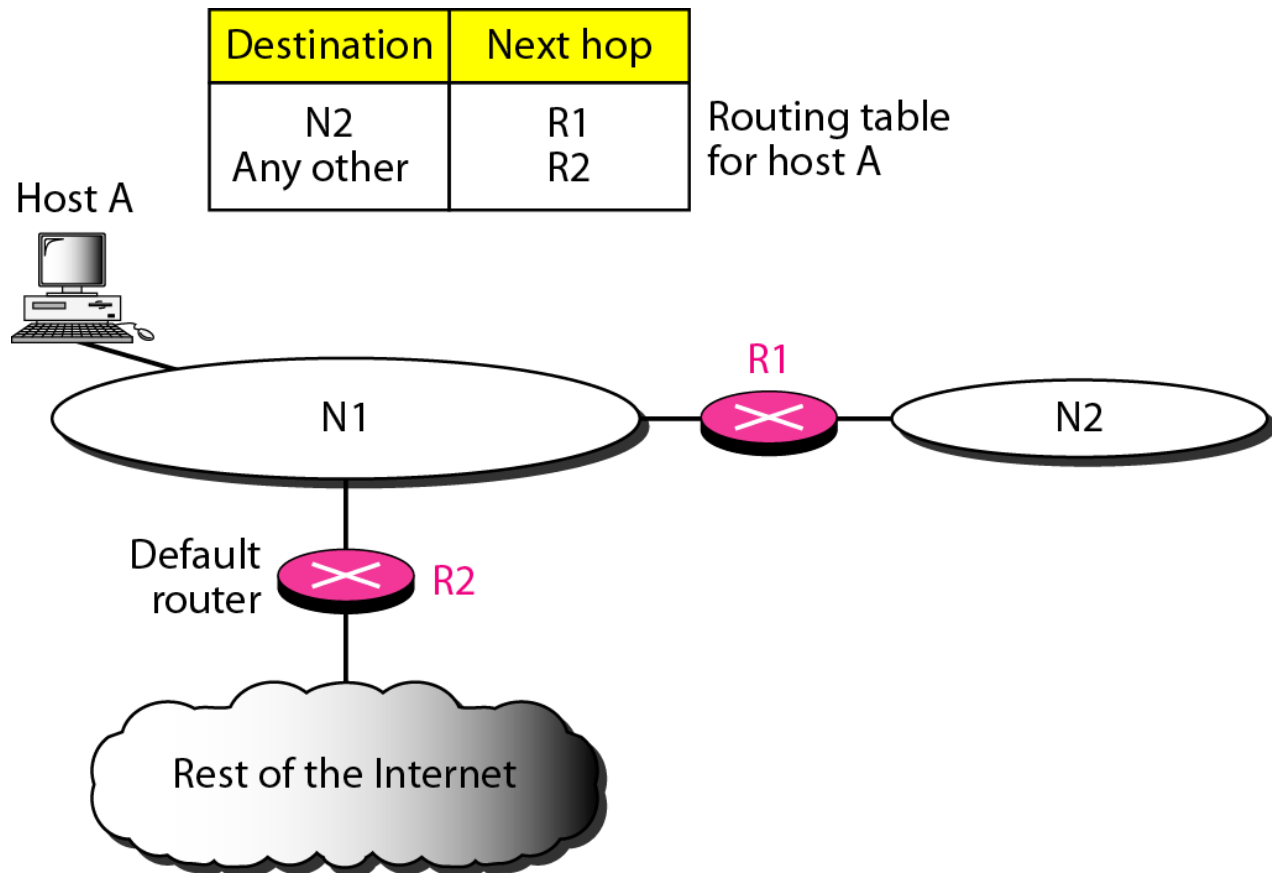 Destination Next hop
N2 R1
Any other R2
Routing table
for host A
Host A
N1
R1
N2
Default
router
R2
Rest of the Internet